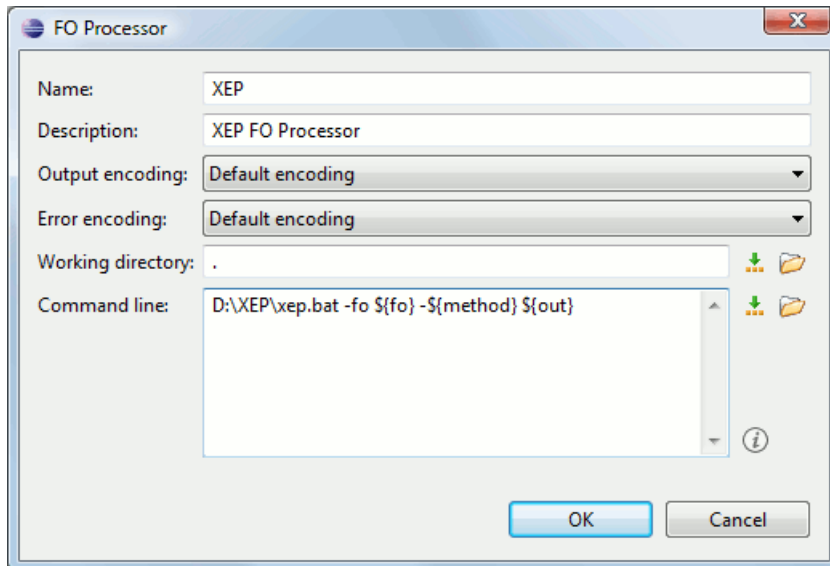 FO Processor
Name: XEP
Description: XEP FO Processor
Output encoding: Default encoding
Error encoding: Default encoding
Working directory: .
Command line: D:\XEP\xep.bat -fo ${fo} -${method} ${out}
OK Cancel